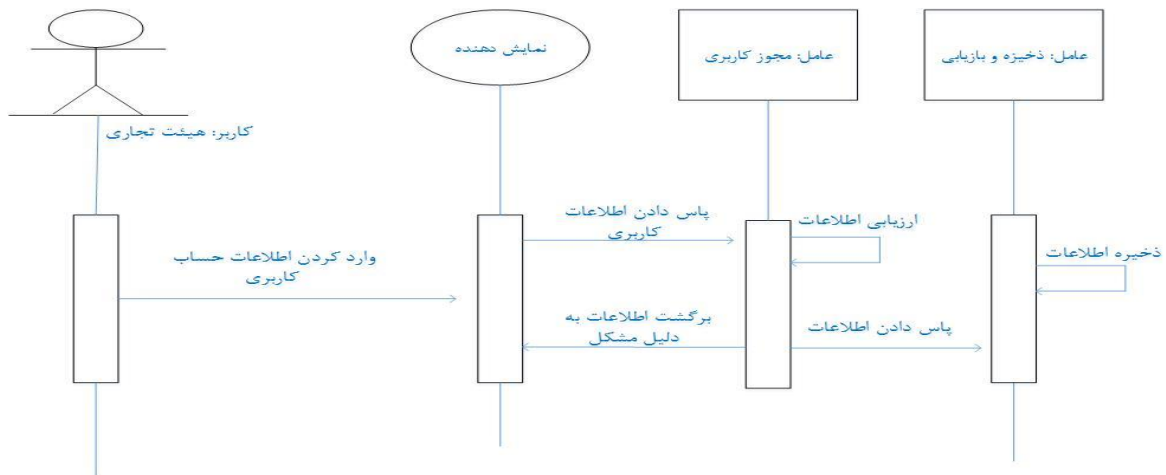 نمایش دهنده
عامل: مجوز کاربری
عامل: ذخیزه و بازیابی
کاربر: هیئت تجاری
پاس دادن اطلاعات
کاربری
ارزیابی اطلاعات
ذخیره اطلاعات
وارد کردن اطلاعات حساب
کاربری
برگشت اطلاعات به
دلیل مشکل
پاس دادن اطلاعات